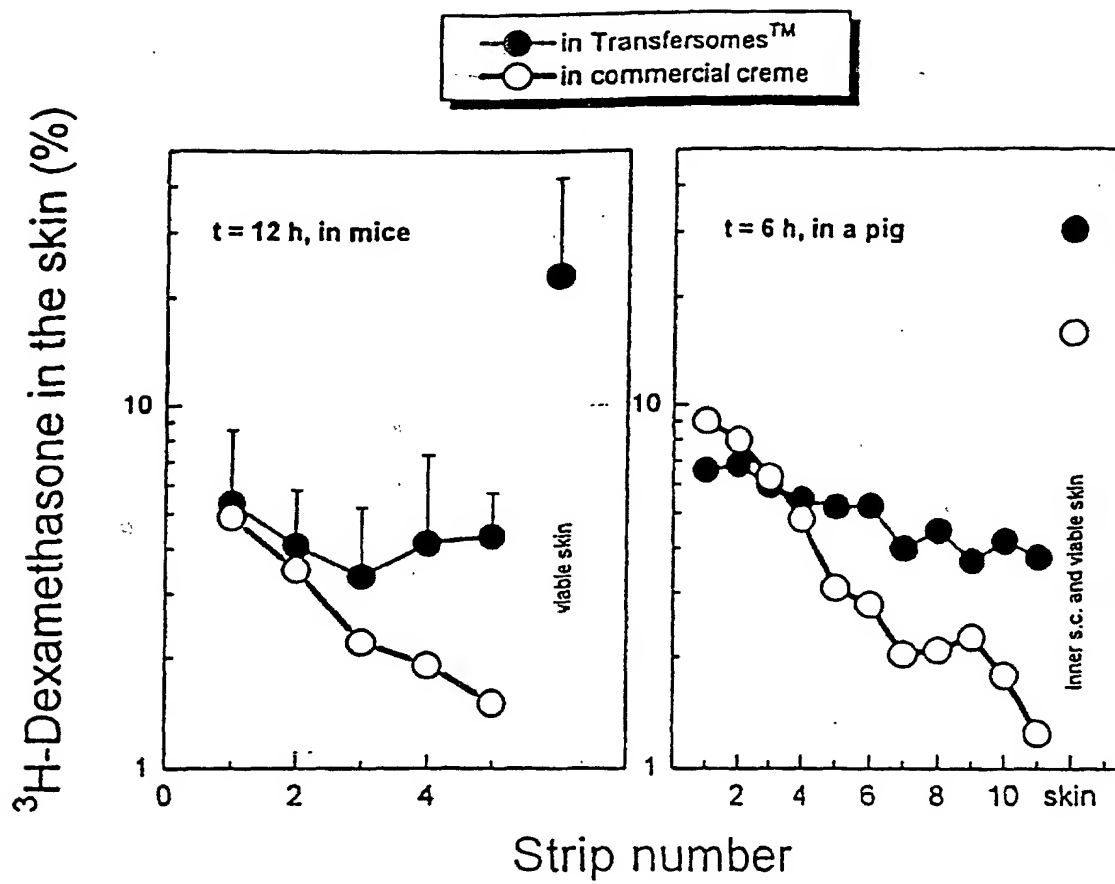 in Transfersomes™
in commercial creme
³H-Dexamethasone in the skin (%)
t = 12 h, in mice
t = 6 h, in a pig
10
1
10
1
viable skin
Inner s.c. and viable skin
0 2 4
2 4 6 8 10 skin
Strip number